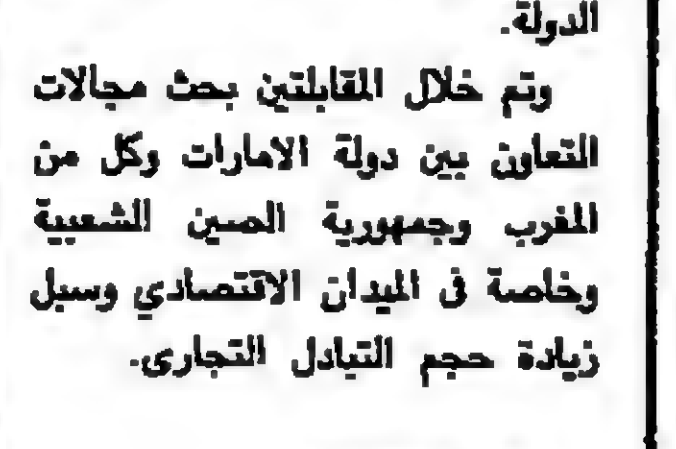 الدولة.
وتم خلال المقابلتين بحث مجالات
التعاون بين دولة الامارات وكل من
المغرب وجمهورية الصين الشعبية
وخاصة في الميدان الاقتصادي وسبل
زيادة حجم التبادل التجارى.